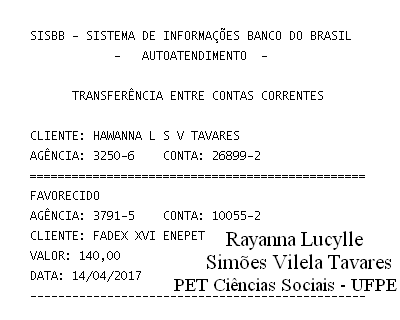 SISBB - SISTEMA DE INFORMAÇÕES BANCO DO BRASIL
- AUTOATENDIMENTO -
TRANSFERÊNCIA ENTRE CONTAS CORRENTES
CLIENTE: HAWANNA L S V TAVARES
AGÊNCIA: 3250-6 CONTA: 26899-2
================================================
FAVORECIDO
AGÊNCIA: 3791-5 CONTA: 10055-2
CLIENTE: FADEX XVI ENEPET
Rayanna Lucylle
VALOR: 140,00
Simões Vilela Tavares
DATA: 14/04/2017
PET Ciências Sociais - UFPE
------------------------------------------------